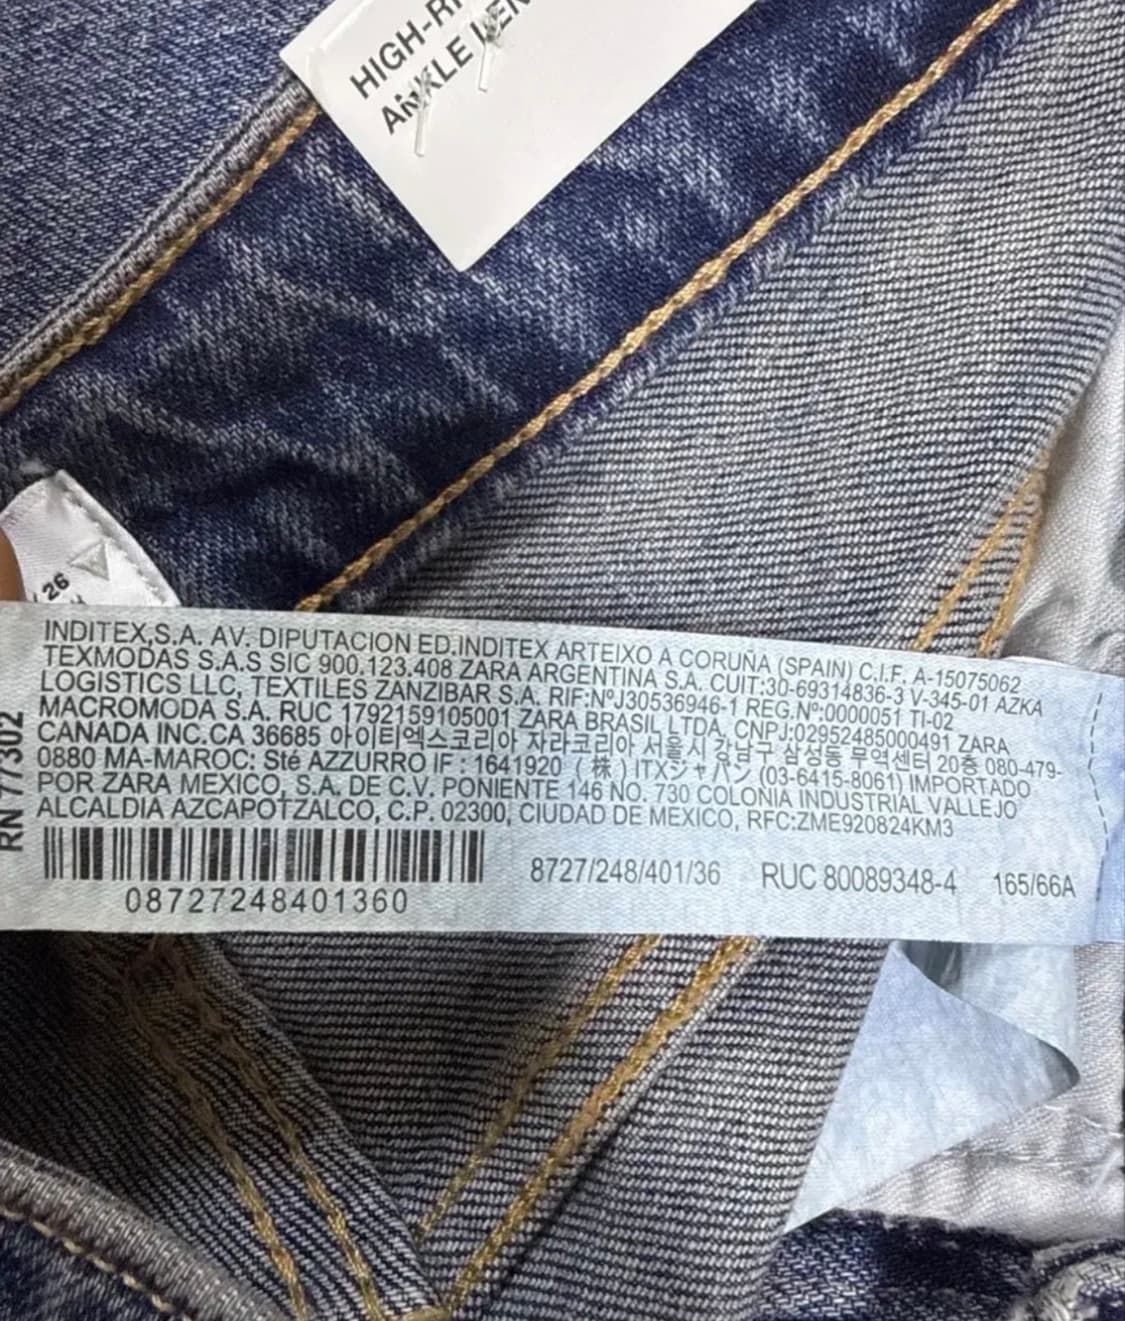 HIGH-RI
ANKLE LEN
26
INDITEX,S.A. AV. DIPUTACION ED.INDITEX ARTEIXO A CORUÑA (SPAIN) C.I.F. A-15075062
TEXMODAS S.A.S SIC 900.123.408 ZARA ARGENTINA S.A. CUIT:30-69314836-3 V-345-01 AZKA
LOGISTICS LLC, TEXTILES ZANZIBAR S.A. RIF:NºJ30536946-1 REG.Nº:0000051 TI-02
MACROMODA S.A. RUC 1792159105001 ZARA BRASIL LTDA, CNPJ:02952485000491 ZARA
CANADA INC.CA 36685 아이티엑스코리아 자라코리아 서울시 강남구 삼성동 무역센터 20층 080-479-
0880 MA-MAROC: Sté AZZURRO IF : 1641920 (株) ITXジャパン (03-6415-8061) IMPORTADO
POR ZARA MEXICO, S.A. DE C.V. PONIENTE 146 NO. 730 COLONIA INDUSTRIAL VALLEJO
ALCALDIA AZCAPOTZALCO, C.P. 02300, CIUDAD DE MEXICO, RFC:ZME920824KM3
RN 77302
8727/248/401/36 RUC 80089348-4 165/66A
08727248401360